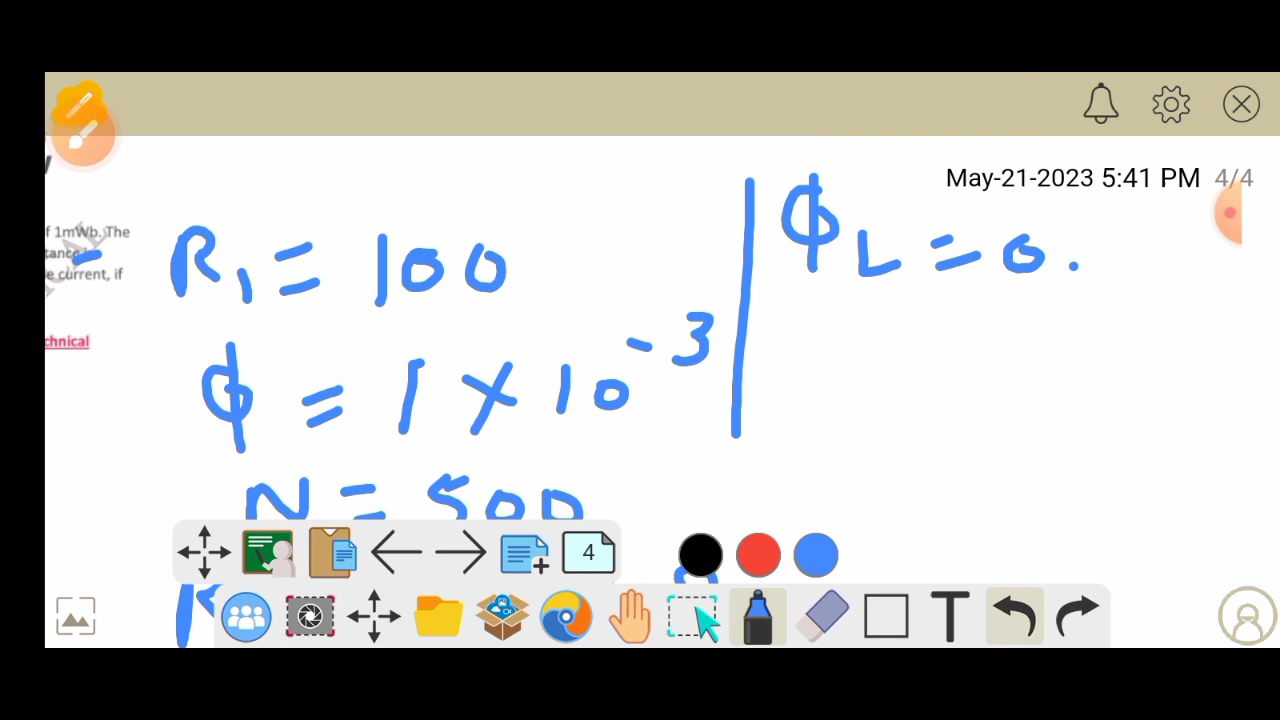 May-21-2023 5:41 PM 4/4
f 1mWb. The
tance
e current, if
chnical
R₁ = 100
ϕ = 1 × 10⁻³
N = 500
ϕL = 0.
4
T